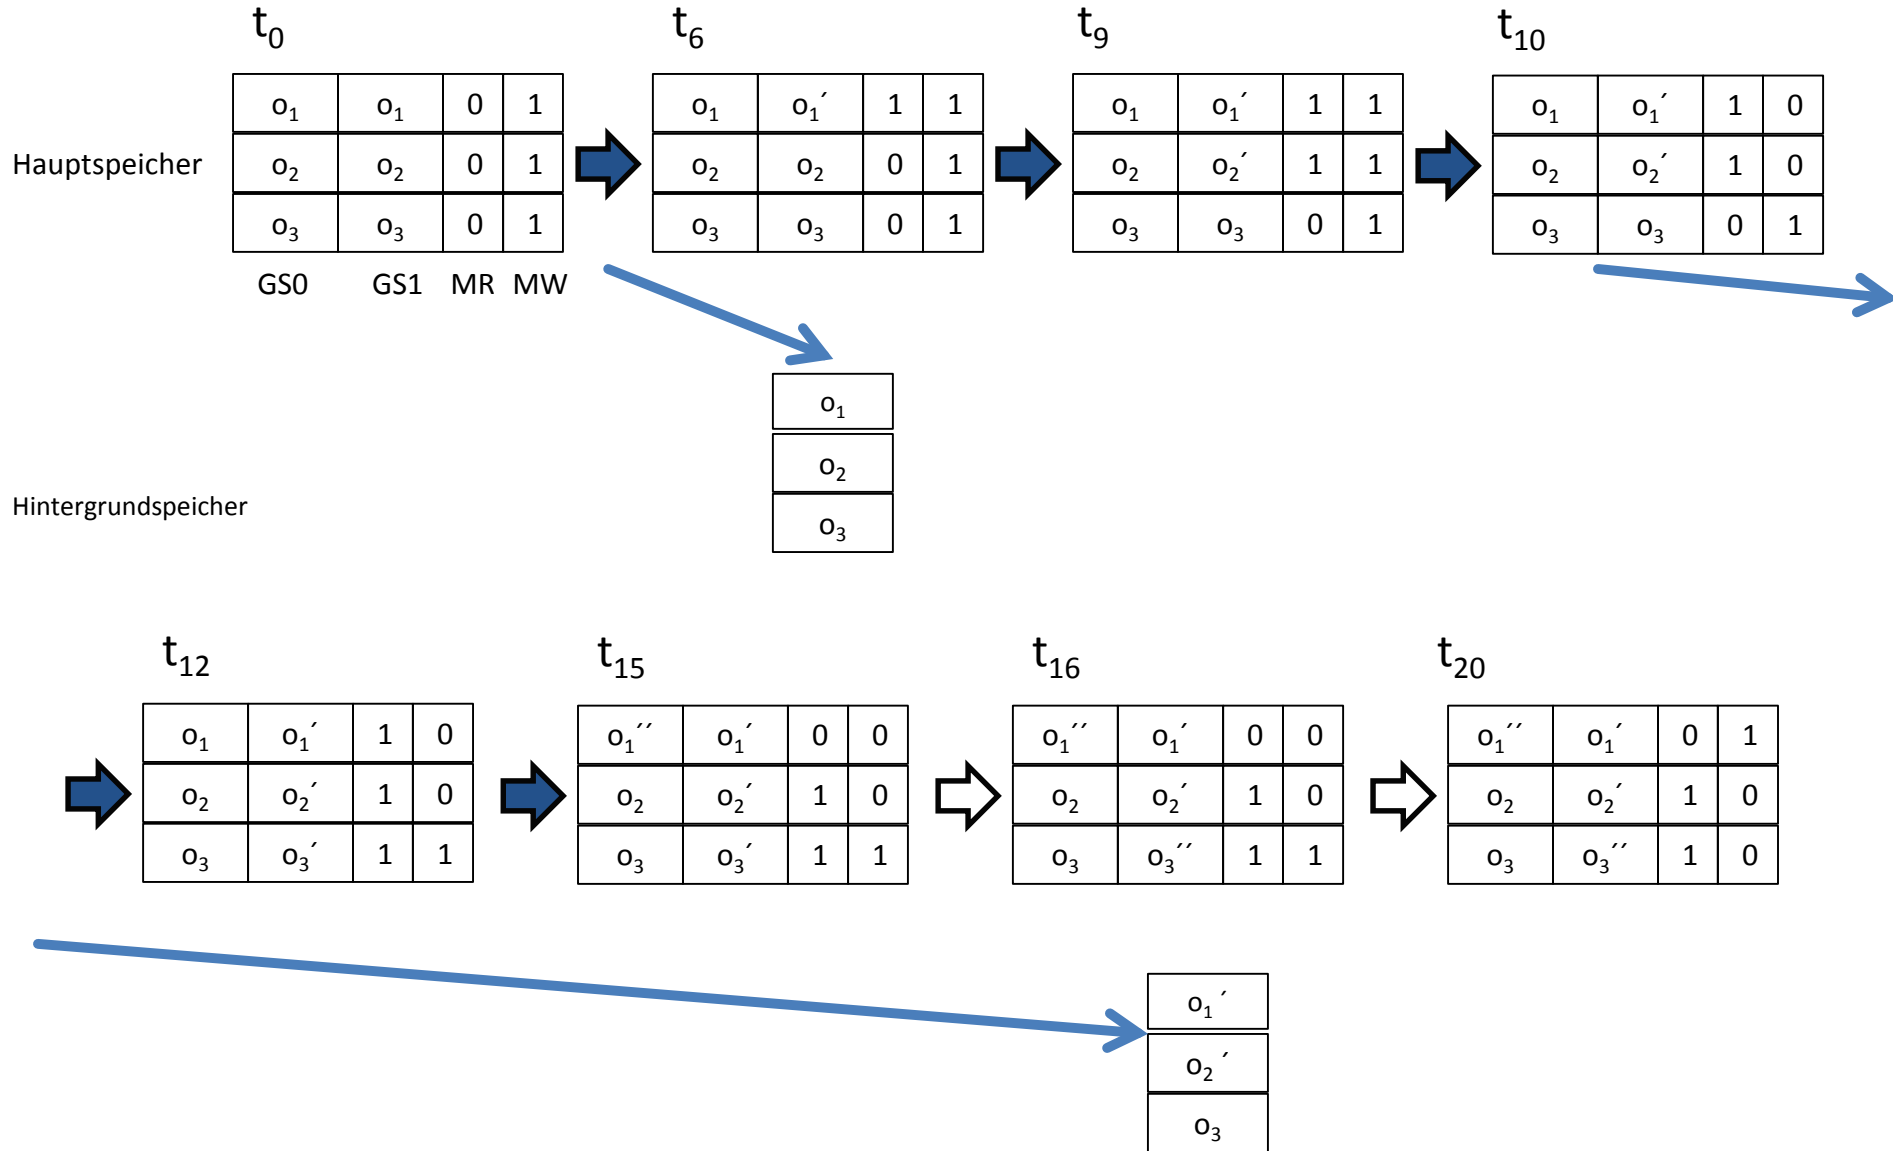 t₀ t₆ t₉ t₁₀
o₁ o₁ 0 1 o₁ o₁´ 1 1 o₁ o₁´ 1 1 o₁ o₁´ 1 0
Hauptspeicher o₂ o₂ 0 1 o₂ o₂ 0 1 o₂ o₂´ 1 1 o₂ o₂´ 1 0
o₃ o₃ 0 1 o₃ o₃ 0 1 o₃ o₃ 0 1 o₃ o₃ 0 1
GS0 GS1 MR MW
o₁
o₂
Hintergrundspeicher
o₃
t₁₂ t₁₅ t₁₆ t₂₀
o₁ o₁´ 1 0 o₁´´ o₁´ 0 0 o₁´´ o₁´ 0 0 o₁´´ o₁´ 0 1
o₂ o₂´ 1 0 o₂ o₂´ 1 0 o₂ o₂´ 1 0 o₂ o₂´ 1 0
o₃ o₃´ 1 1 o₃ o₃´ 1 1 o₃ o₃´´ 1 1 o₃ o₃´´ 1 0
o₁ ´
o₂ ´
o₃